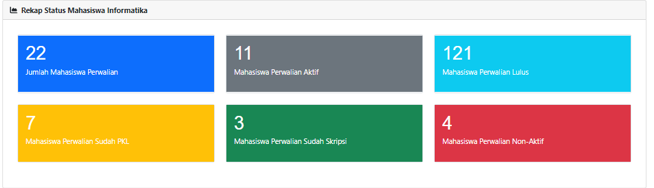 Rekap Status Mahasiswa Informatika
22
Jumlah Mahasiswa Perwalian
11
Mahasiswa Perwalian Aktif
121
Mahasiswa Perwalian Lulus
7
Mahasiswa Perwalian Sudah PKL
3
Mahasiswa Perwalian Sudah Skripsi
4
Mahasiswa Perwalian Non-Aktif